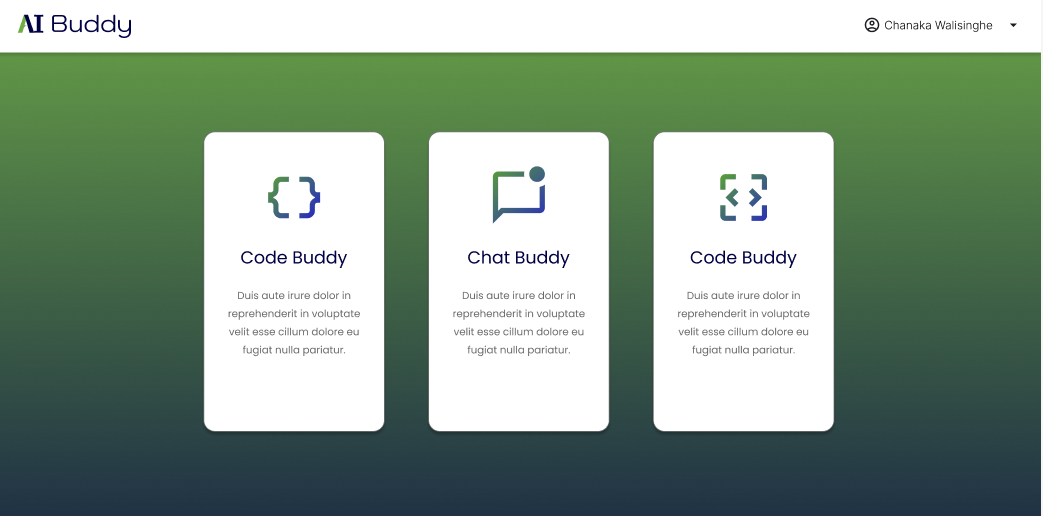 AI Buddy
Chanaka Walisinghe
Code Buddy
Duis aute irure dolor in
reprehenderit in voluptate
velit esse cillum dolore eu
fugiat nulla pariatur.
Chat Buddy
Duis aute irure dolor in
reprehenderit in voluptate
velit esse cillum dolore eu
fugiat nulla pariatur.
Code Buddy
Duis aute irure dolor in
reprehenderit in voluptate
velit esse cillum dolore eu
fugiat nulla pariatur.